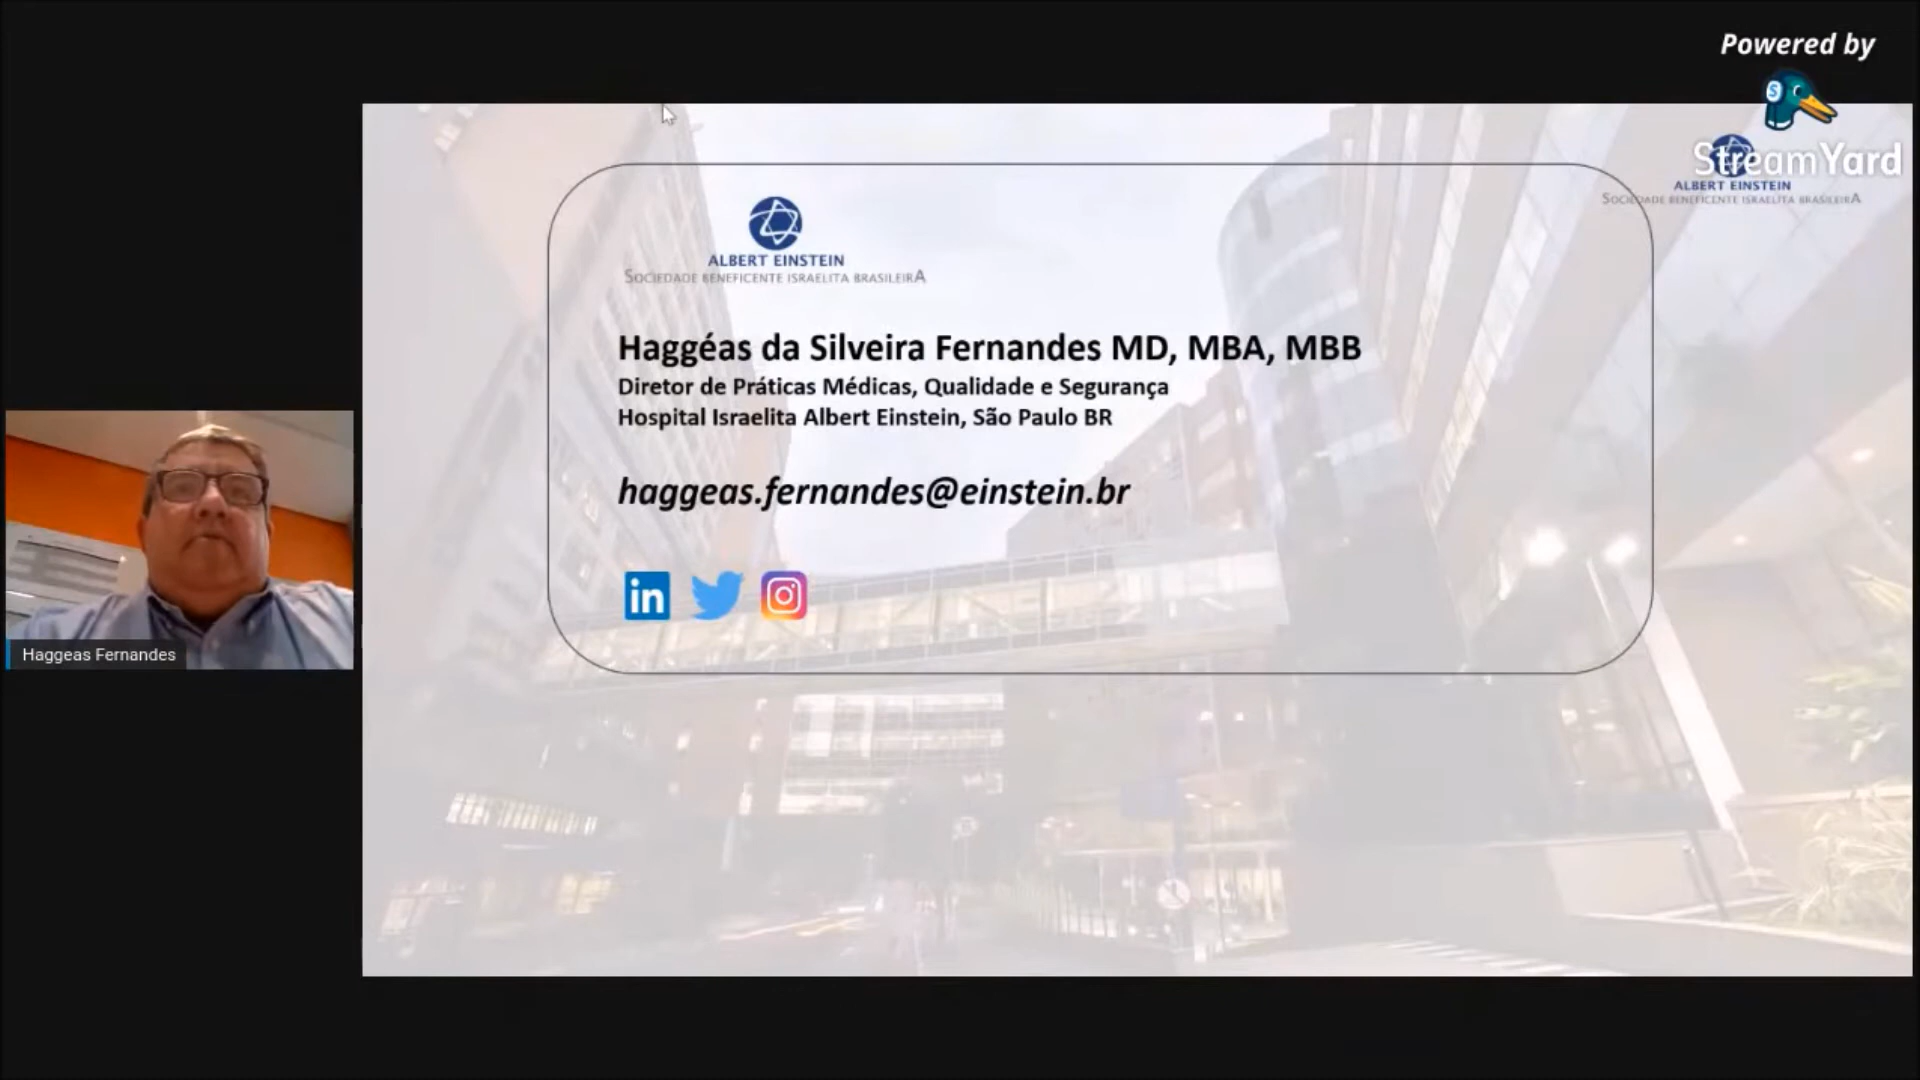 Powered by
StreamYard
ALBERT EINSTEIN
SOCIEDADE BENEFICENTE ISRAELITA BRASILEIRA
ALBERT EINSTEIN
SOCIEDADE BENEFICENTE ISRAELITA BRASILEIRA
Haggéas da Silveira Fernandes MD, MBA, MBB
Diretor de Práticas Médicas, Qualidade e Segurança
Hospital Israelita Albert Einstein, São Paulo BR
haggeas.fernandes@einstein.br
in
Haggeas Fernandes